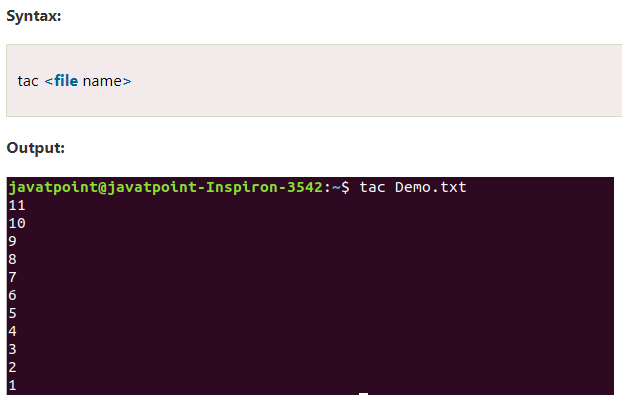 Syntax:
tac <file name>
Output:
javatpoint@javatpoint-Inspiron-3542:~$ tac Demo.txt
11
10
9
8
7
6
5
4
3
2
1